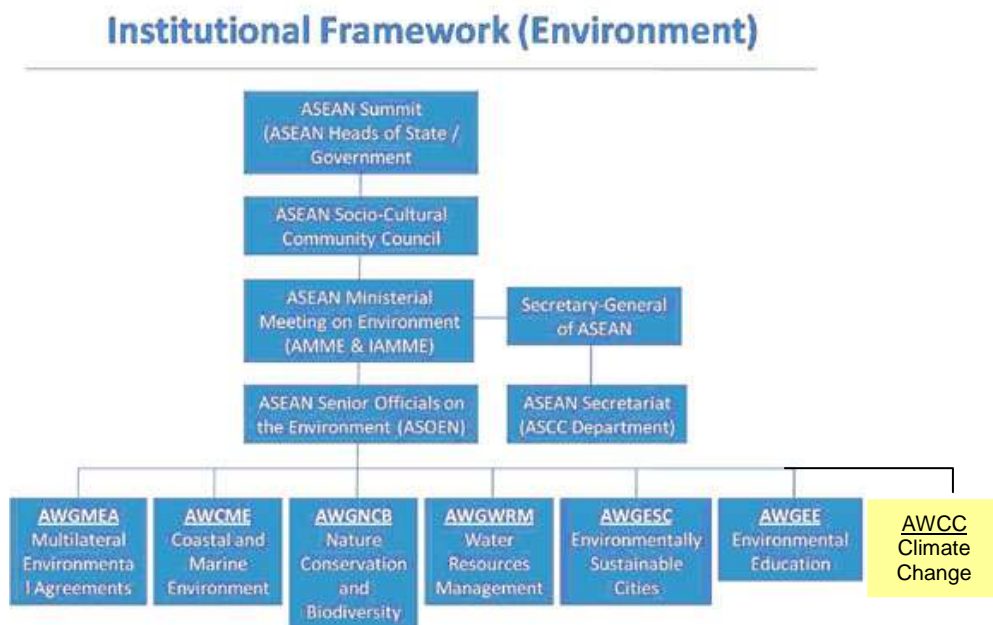 Institutional Framework (Environment)
ASEAN Summit
(ASEAN Heads of State /
Government
ASEAN Socio-Cultural
Community Council
ASEAN Ministerial
Meeting on Environment
(AMME & IAMME)
Secretary-General
of ASEAN
ASEAN Senior Officials on
the Environment (ASOEN)
ASEAN Secretariat
(ASCC Department)
AWGMEA
Multilateral
Environmenta
l Agreements
AWCME
Coastal and
Marine
Environment
AWGNCB
Nature
Conservation
and
Biodiversity
AWGWRM
Water
Resources
Management
AWGESC
Environmentally
Sustainable
Cities
AWGEE
Environmental
Education
AWCC
Climate
Change